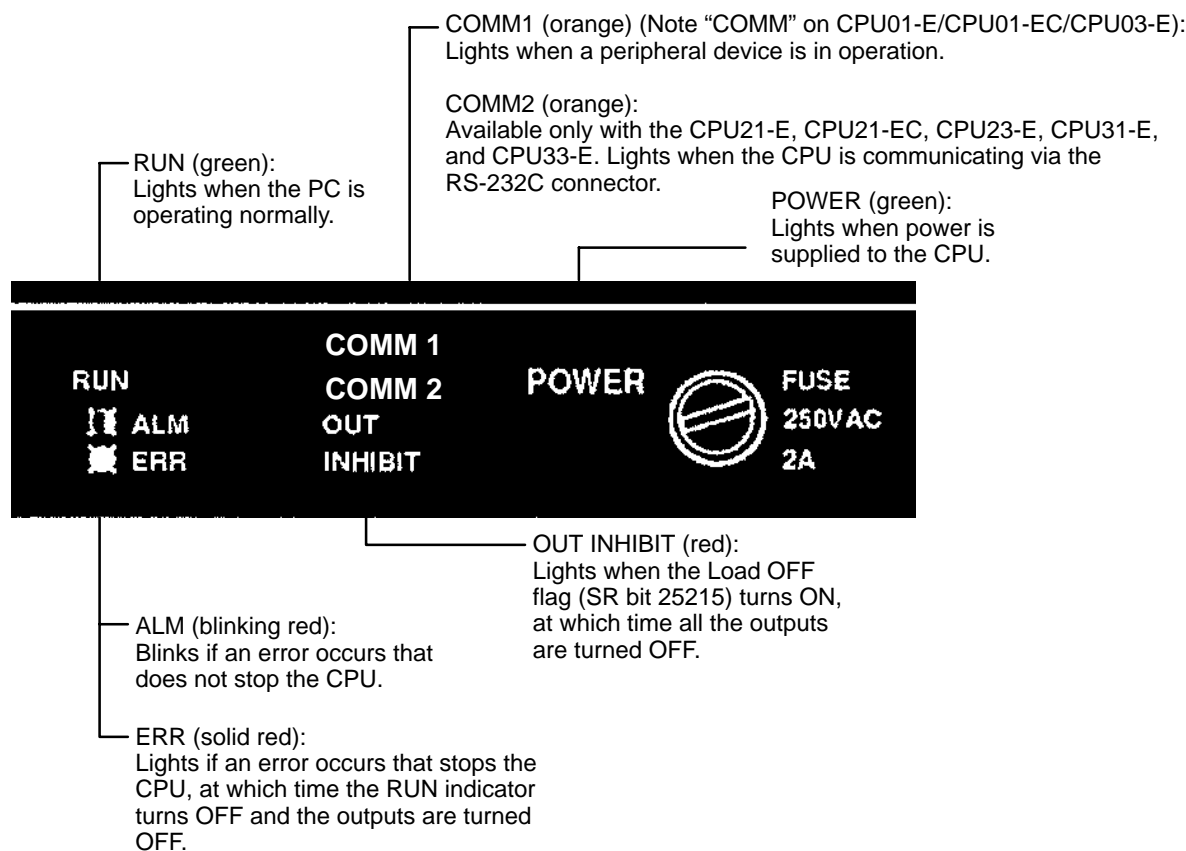 COMM1 (orange) (Note “COMM” on CPU01-E/CPU01-EC/CPU03-E):
Lights when a peripheral device is in operation.
COMM2 (orange):
Available only with the CPU21-E, CPU21-EC, CPU23-E, CPU31-E,
and CPU33-E. Lights when the CPU is communicating via the
RS-232C connector.
RUN (green):
Lights when the PC is
operating normally.
POWER (green):
Lights when power is
supplied to the CPU.
RUN
ALM
ERR
COMM 1
COMM 2
OUT
INHIBIT
POWER
FUSE
250VAC
2A
OUT INHIBIT (red):
Lights when the Load OFF
flag (SR bit 25215) turns ON,
at which time all the outputs
are turned OFF.
ALM (blinking red):
Blinks if an error occurs that
does not stop the CPU.
ERR (solid red):
Lights if an error occurs that stops the
CPU, at which time the RUN indicator
turns OFF and the outputs are turned
OFF.